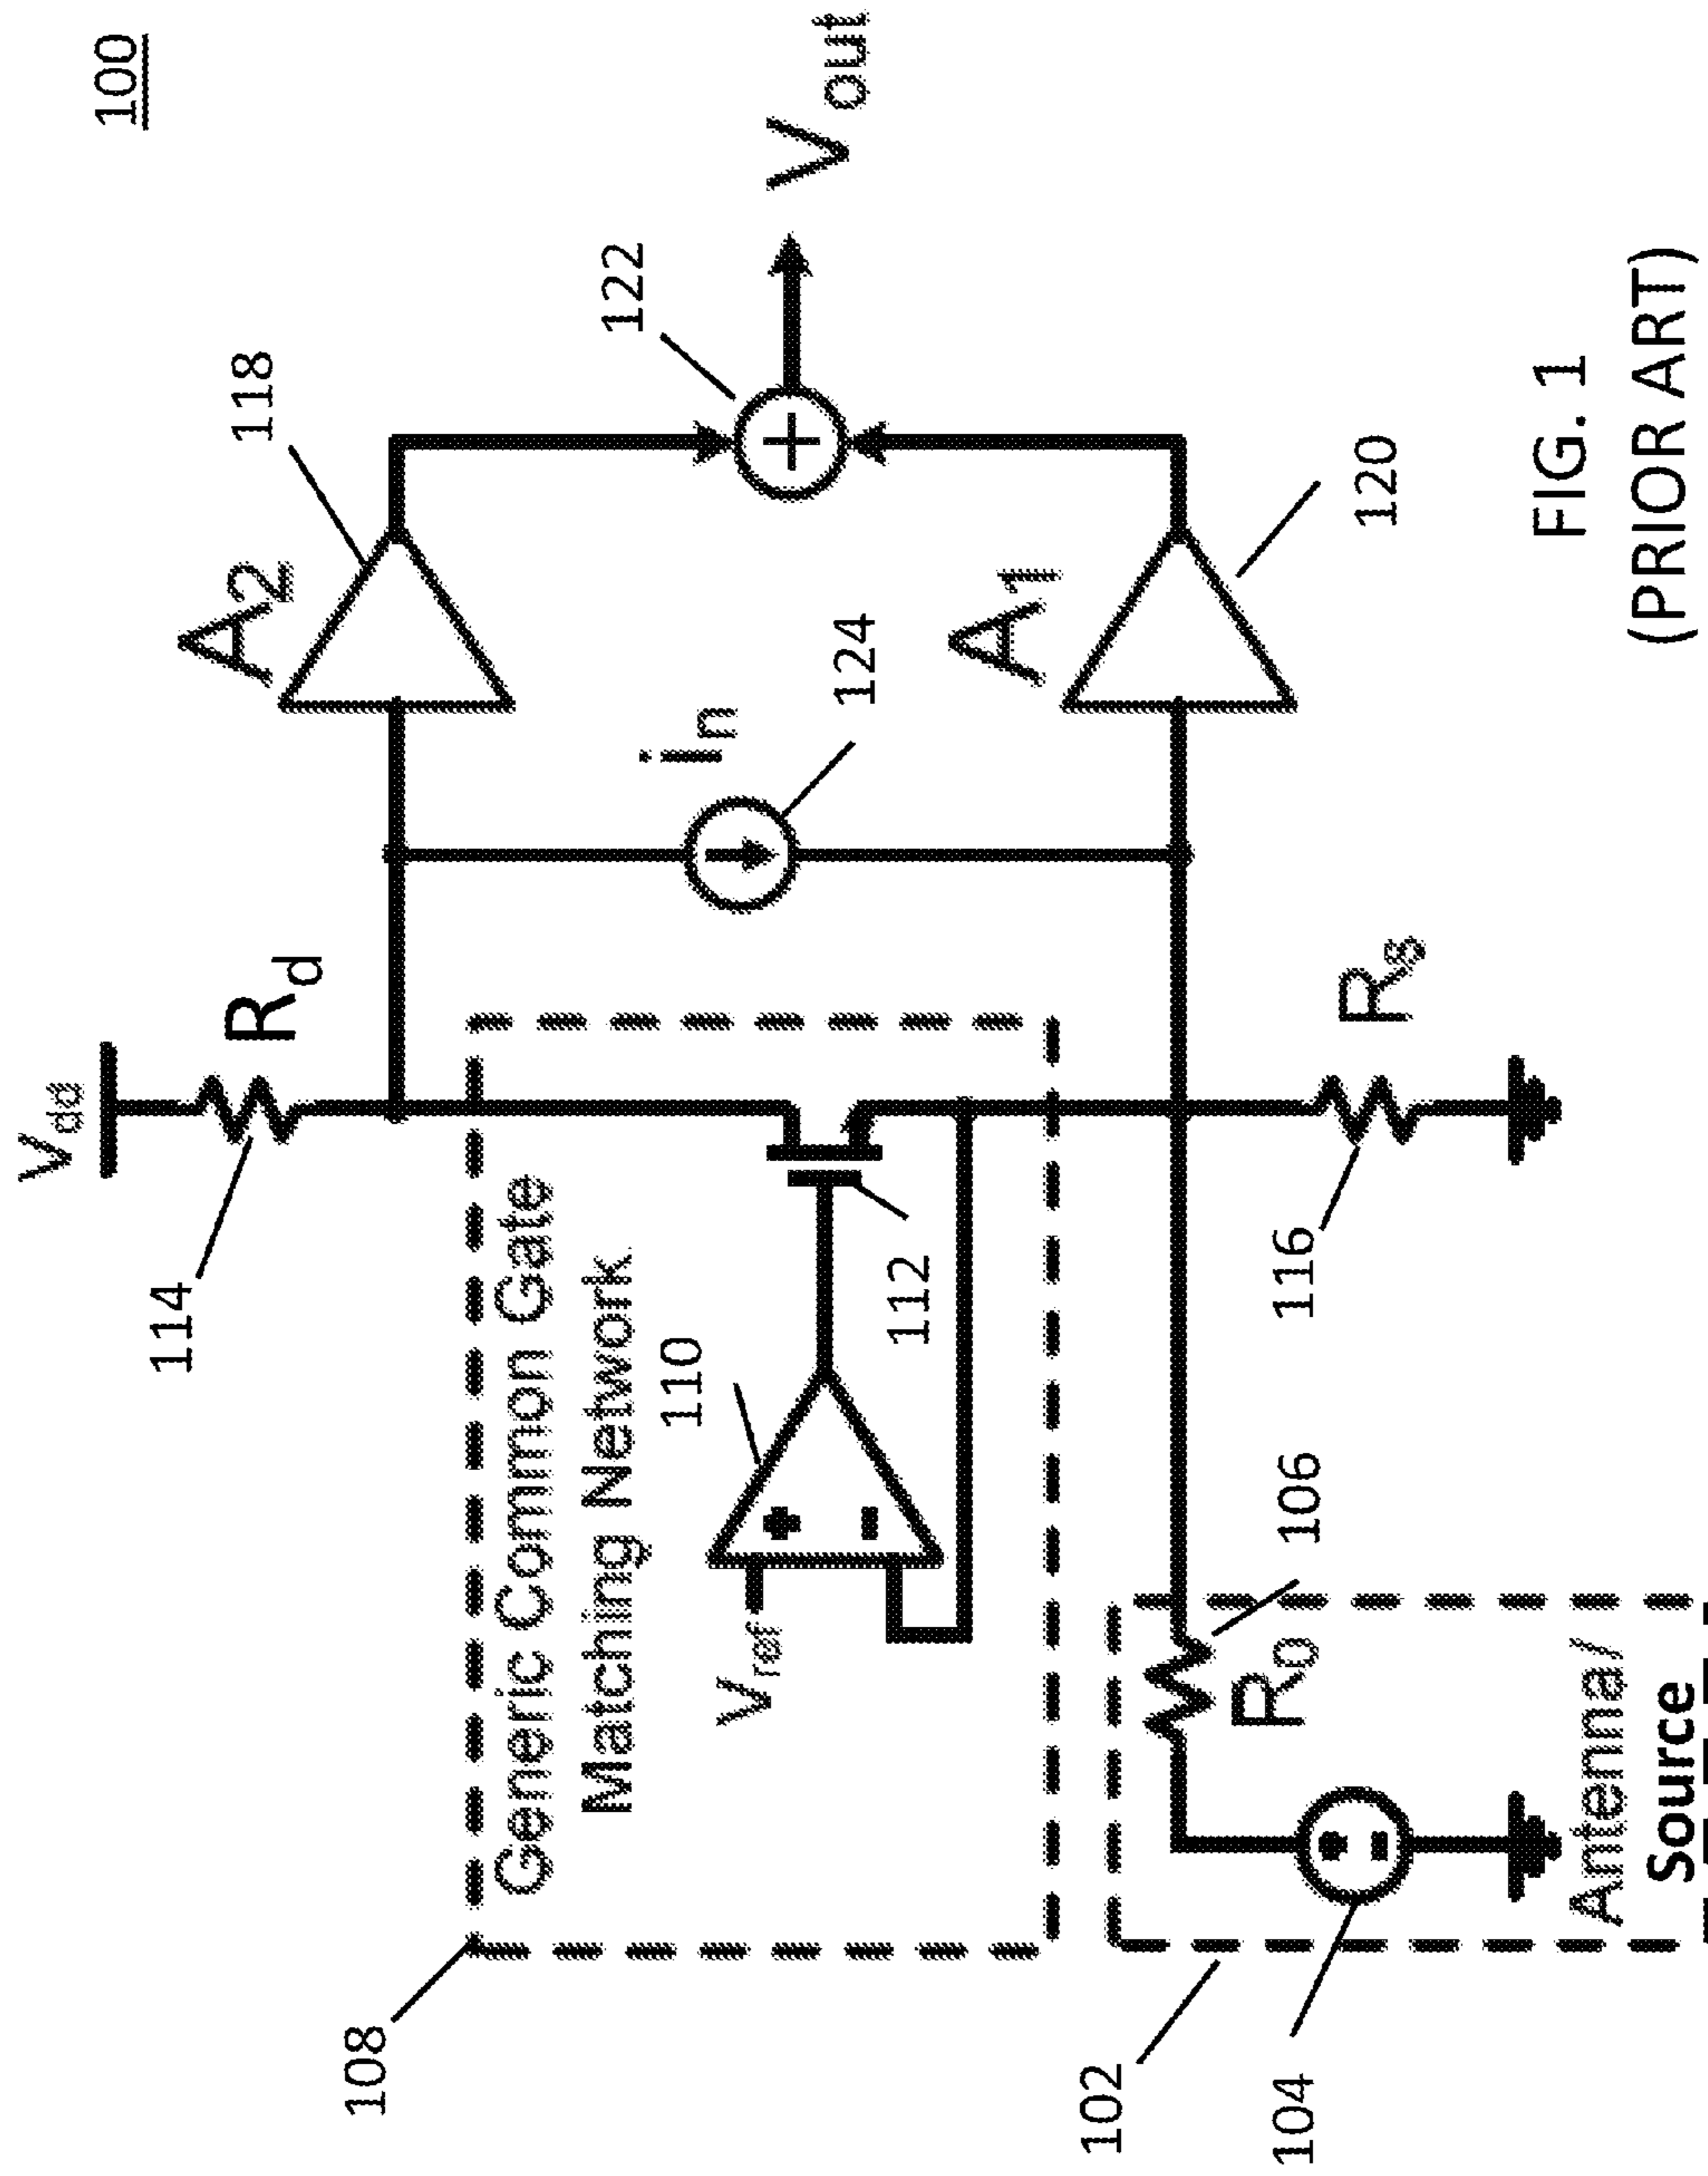 100
V_dd
114
R_d
A_2
118
108
Generic Common Gate
Matching Network
110
V_ref
+
-
112
i_n
124
122
+
V_out
A_1
120
102
104
+
-
106
R_0
Antenna/
Source
116
R_s
FIG. 1
(PRIOR ART)